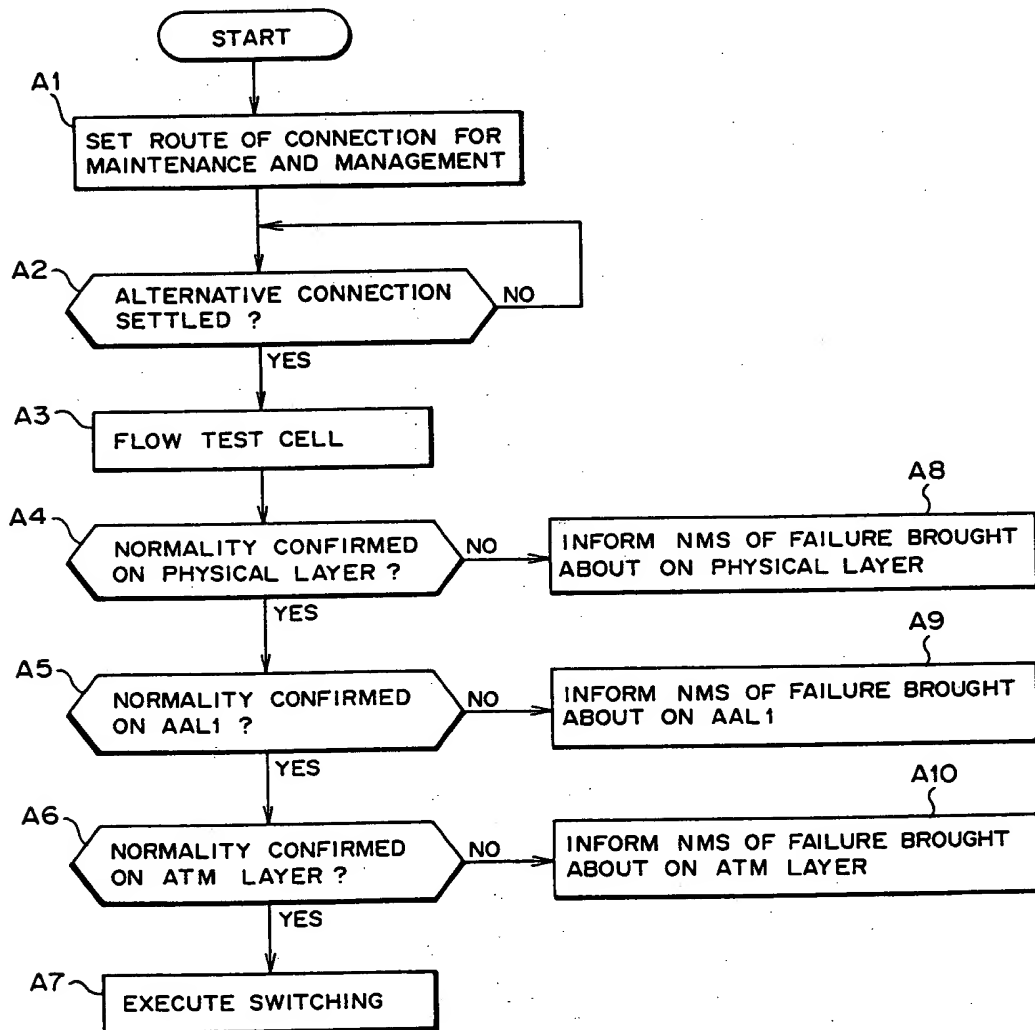 START
A1
SET ROUTE OF CONNECTION FOR
MAINTENANCE AND MANAGEMENT
A2
ALTERNATIVE CONNECTION
SETTLED ?
NO
YES
A3
FLOW TEST CELL
A4
NORMALITY CONFIRMED
ON PHYSICAL LAYER ?
NO
YES
A8
INFORM NMS OF FAILURE BROUGHT
ABOUT ON PHYSICAL LAYER
A5
NORMALITY CONFIRMED
ON AAL1 ?
NO
YES
A9
INFORM NMS OF FAILURE BROUGHT
ABOUT ON AAL1
A6
NORMALITY CONFIRMED
ON ATM LAYER ?
NO
YES
A10
INFORM NMS OF FAILURE BROUGHT
ABOUT ON ATM LAYER
A7
EXECUTE SWITCHING